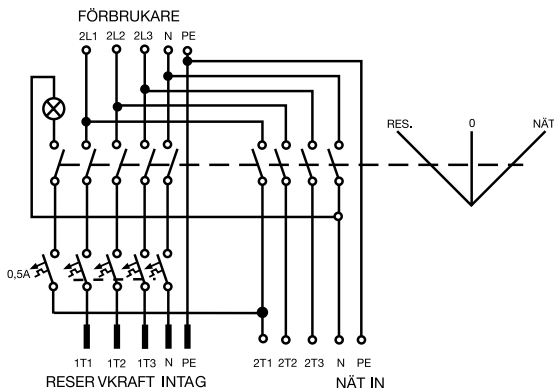 FÖRBRUKARE
2L1 2L2 2L3 N PE
RES. 0 NÄT
0,5A
1T1 1T2 1T3 N PE 2T1 2T2 2T3 N PE
RESER VKRAFT INTAG NÄT IN